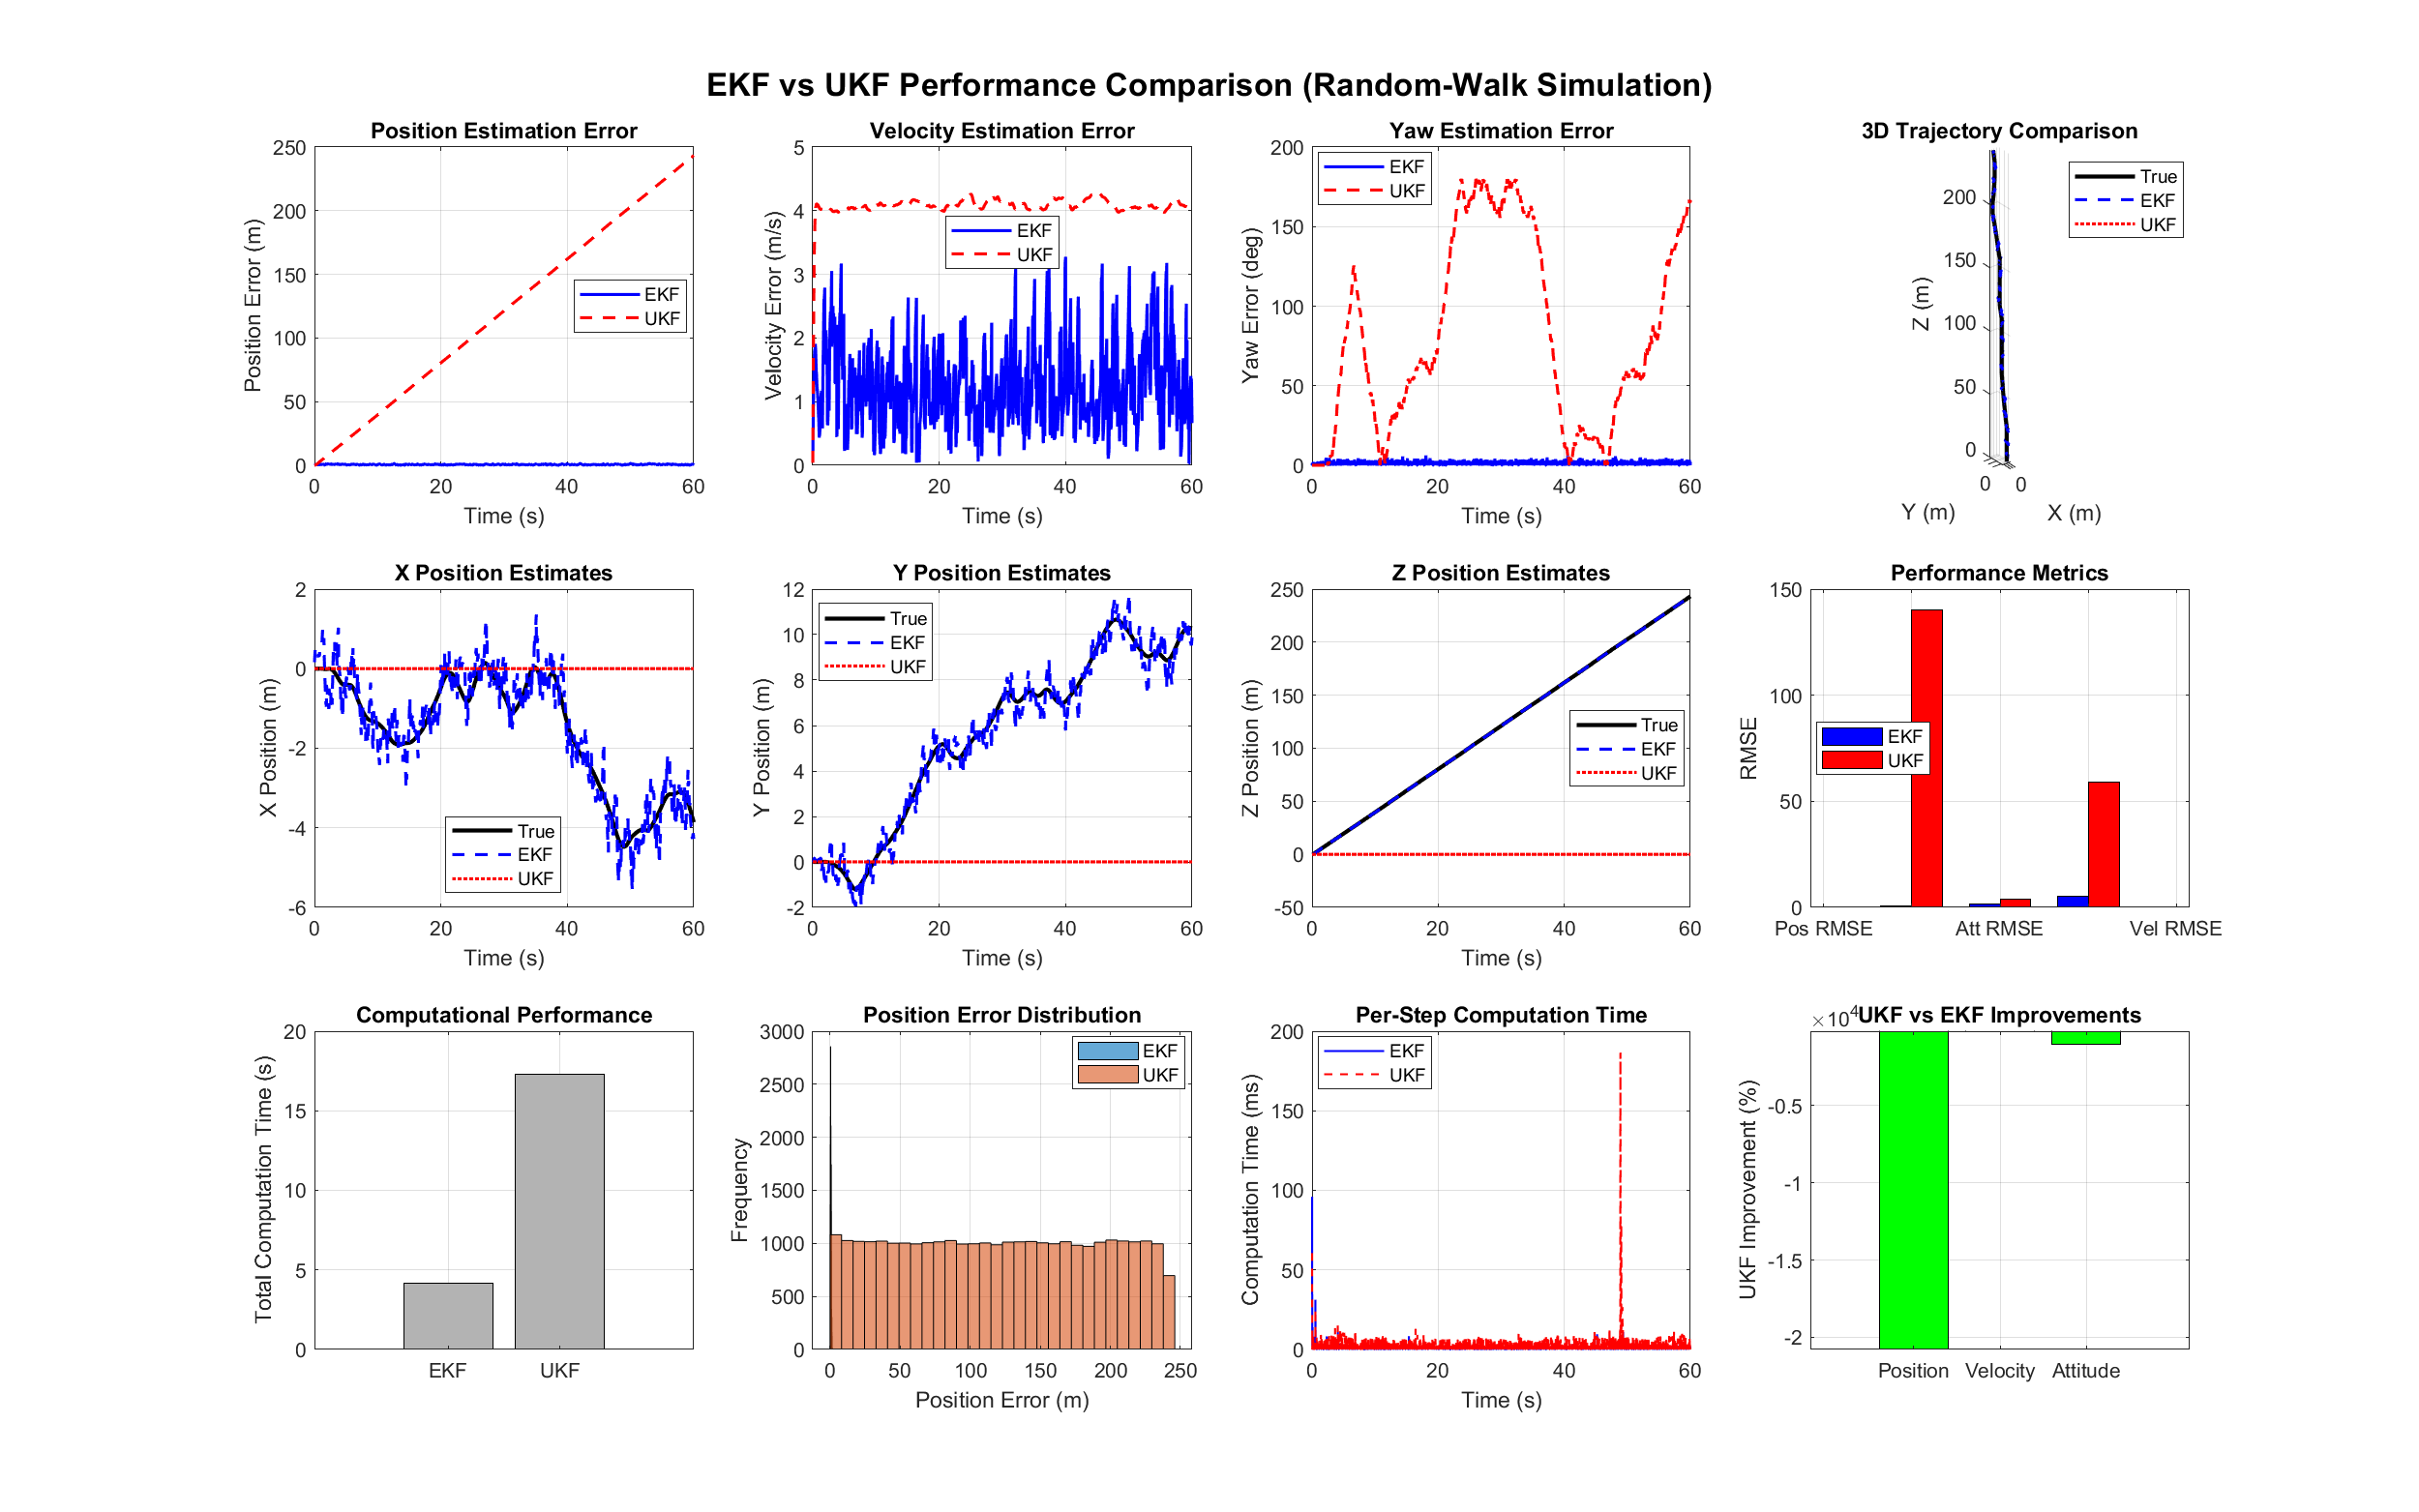 EKF vs UKF Performance Comparison (Random-Walk Simulation)
Position Estimation Error
250
200
150
100
50
0
0 20 40 60
Position Error (m)
Time (s)
EKF
UKF
Velocity Estimation Error
5
4
3
2
1
0
0 20 40 60
Velocity Error (m/s)
Time (s)
EKF
UKF
Yaw Estimation Error
200
150
100
50
0
0 20 40 60
Yaw Error (deg)
Time (s)
EKF
UKF
3D Trajectory Comparison
200
150
100
50
0
0 0
Z (m)
Y (m) X (m)
True
EKF
UKF
X Position Estimates
2
0
-2
-4
-6
0 20 40 60
X Position (m)
Time (s)
True
EKF
UKF
Y Position Estimates
12
10
8
6
4
2
0
-2
0 20 40 60
Y Position (m)
Time (s)
True
EKF
UKF
Z Position Estimates
250
200
150
100
50
0
-50
0 20 40 60
Z Position (m)
Time (s)
True
EKF
UKF
Performance Metrics
150
100
50
0
RMSE
Pos RMSE Att RMSE Vel RMSE
EKF
UKF
Computational Performance
20
15
10
5
0
Total Computation Time (s)
EKF UKF
Position Error Distribution
3000
2500
2000
1500
1000
500
0
0 50 100 150 200 250
Frequency
Position Error (m)
EKF
UKF
Per-Step Computation Time
200
150
100
50
0
0 20 40 60
Computation Time (ms)
Time (s)
EKF
UKF
×10⁴
UKF vs EKF Improvements
-0.5
-1
-1.5
-2
UKF Improvement (%)
Position Velocity Attitude